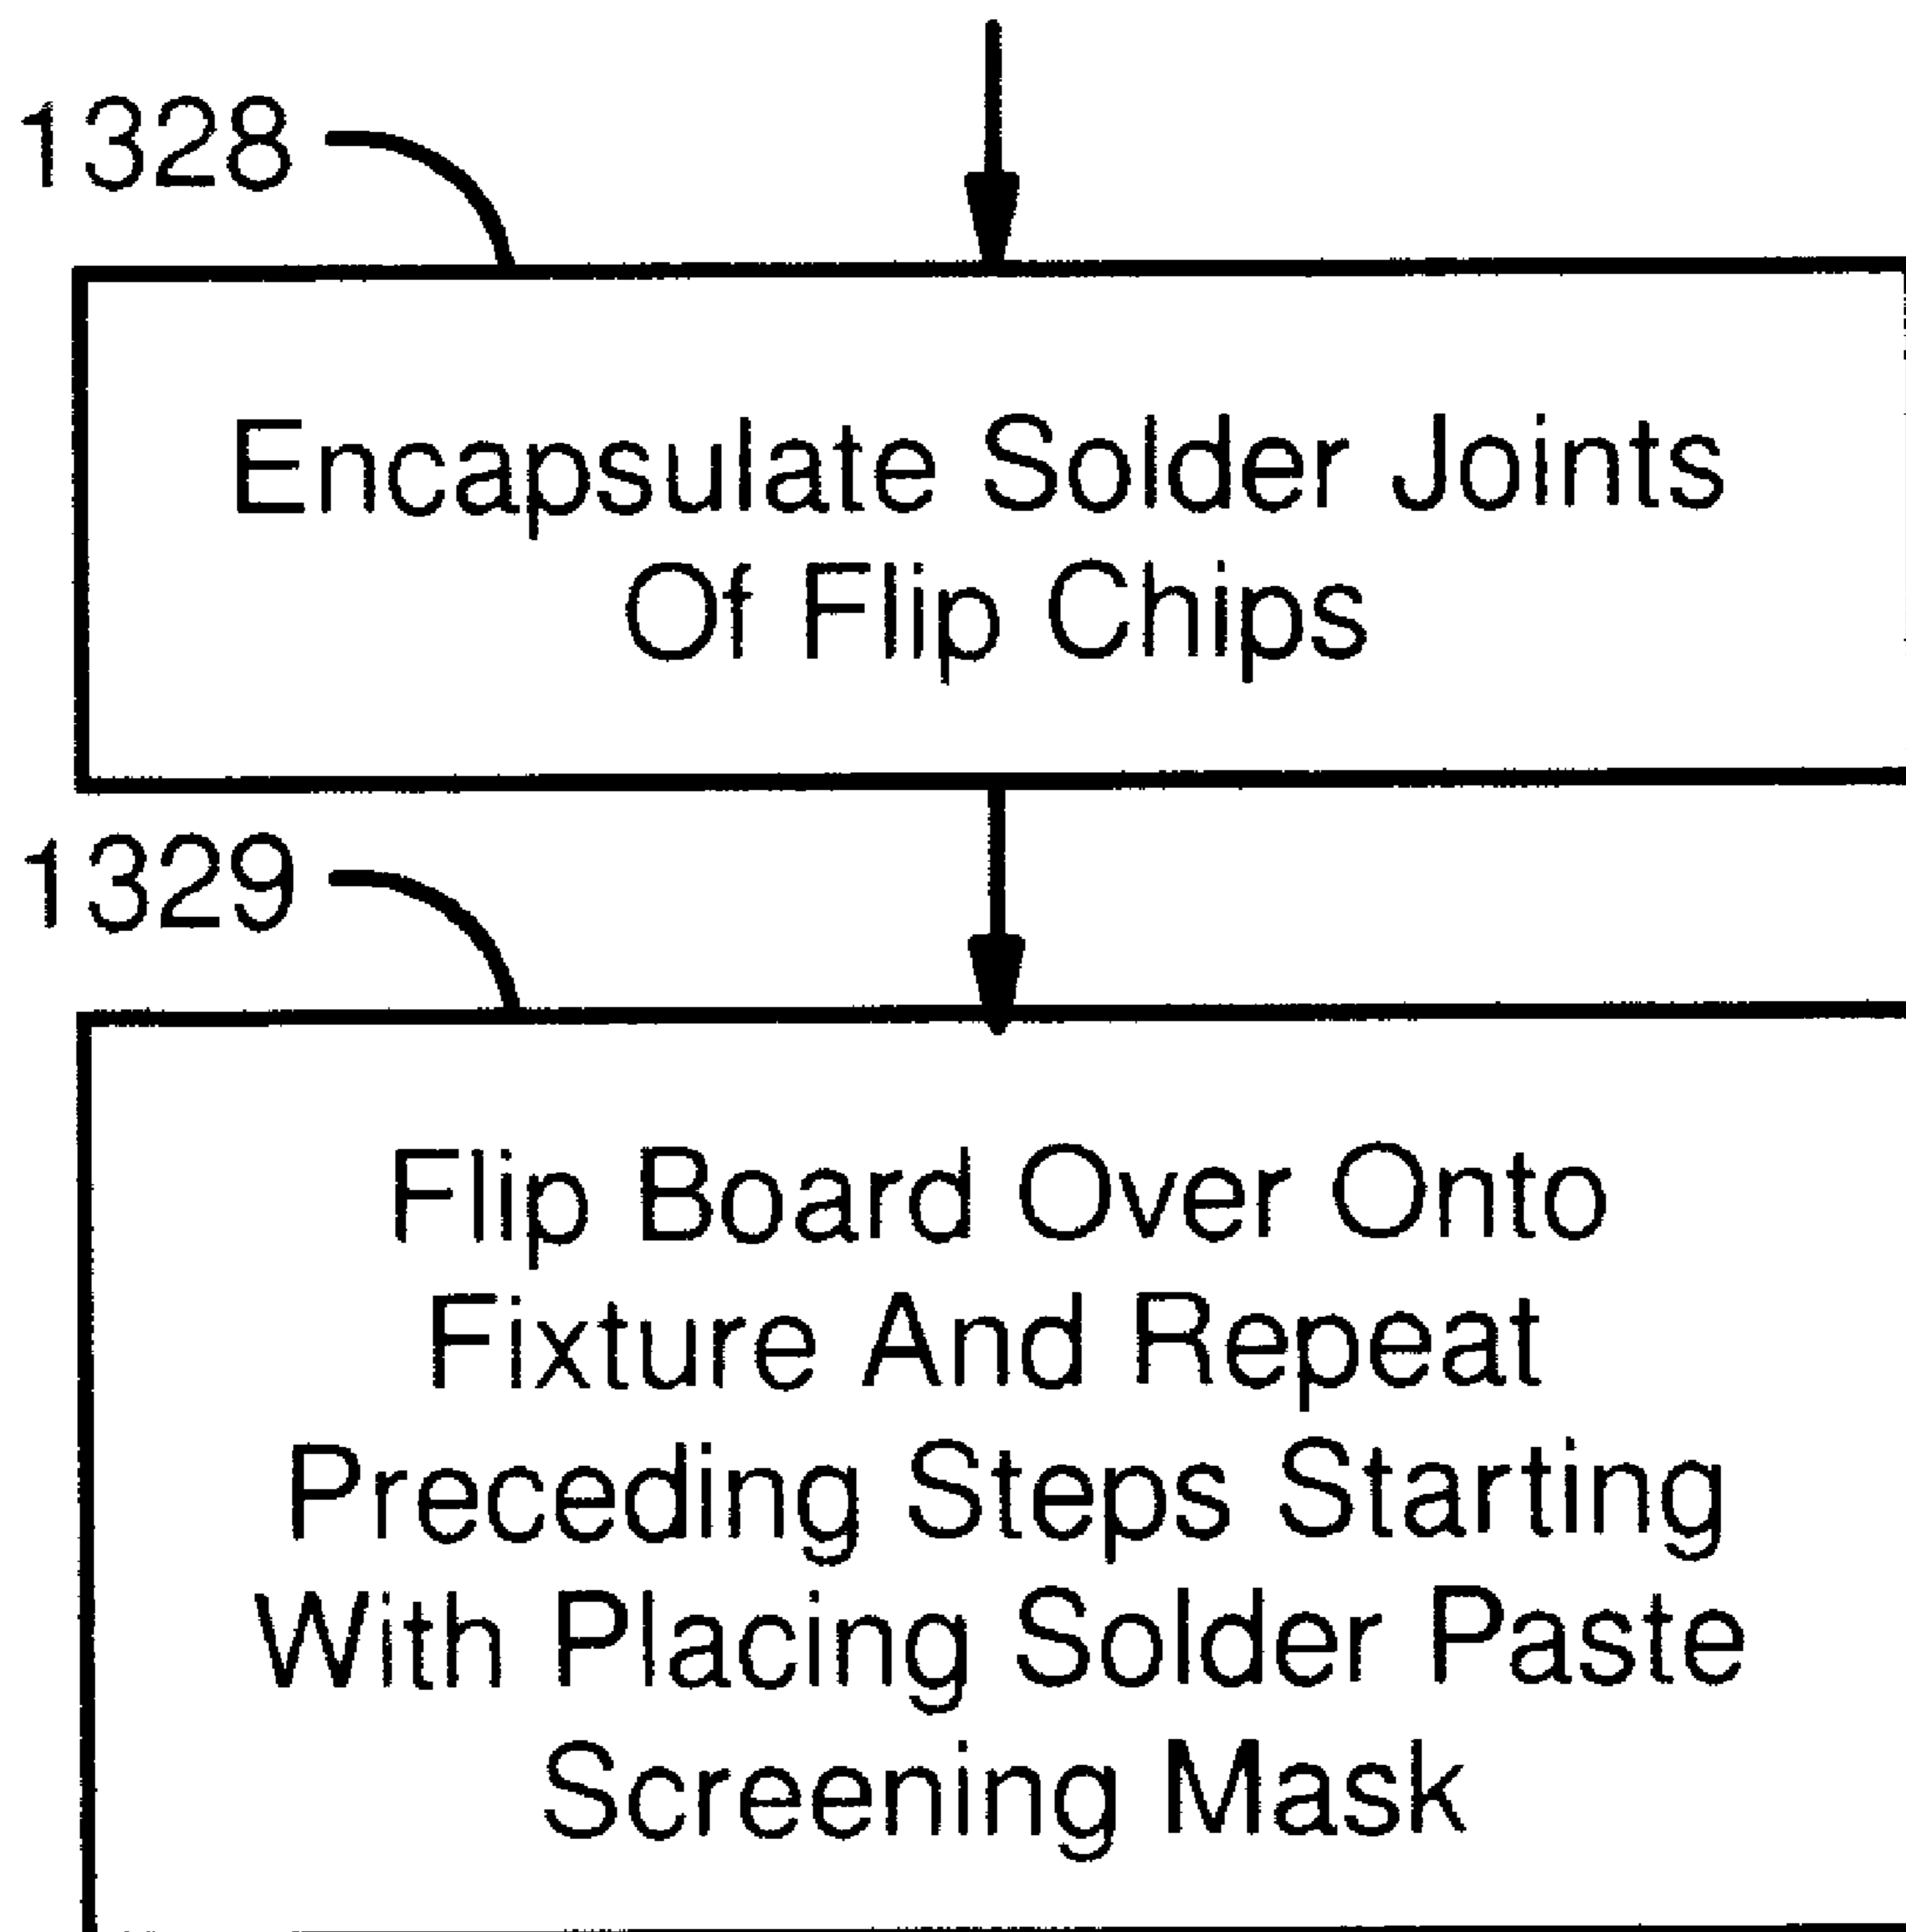 1328
Encapsulate Solder Joints
Of Flip Chips
1329
Flip Board Over Onto
Fixture And Repeat
Preceding Steps Starting
With Placing Solder Paste
Screening Mask